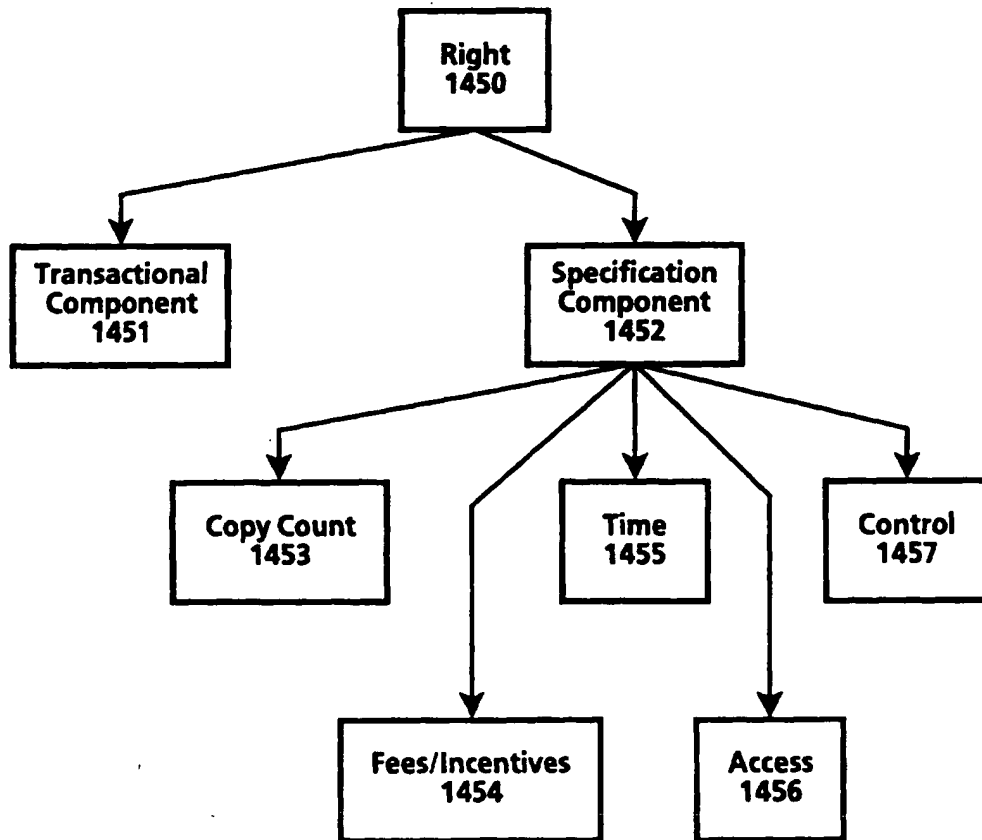 Right
1450
Transactional
Component
1451
Specification
Component
1452
Copy Count
1453
Time
1455
Control
1457
Fees/Incentives
1454
Access
1456